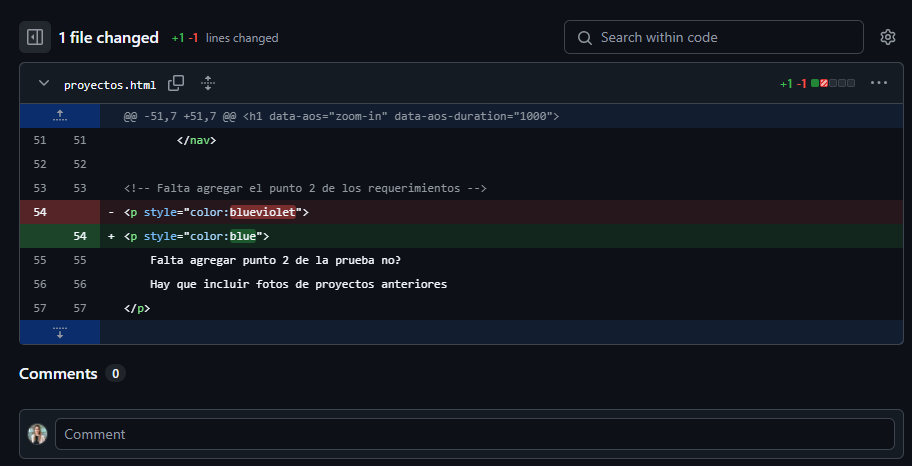 1 file changed +1 -1 lines changed Search within code
proyectos.html +1 -1
@@ -51,7 +51,7 @@ <h1 data-aos="zoom-in" data-aos-duration="1000">
51 51 </nav>
52 52
53 53 <!-- Falta agregar el punto 2 de los requerimientos -->
54 - <p style="color:blueviolet">
54 + <p style="color:blue">
55 55 Falta agregar punto 2 de la prueba no?
56 56 Hay que incluir fotos de proyectos anteriores
57 57 </p>
Comments 0
Comment